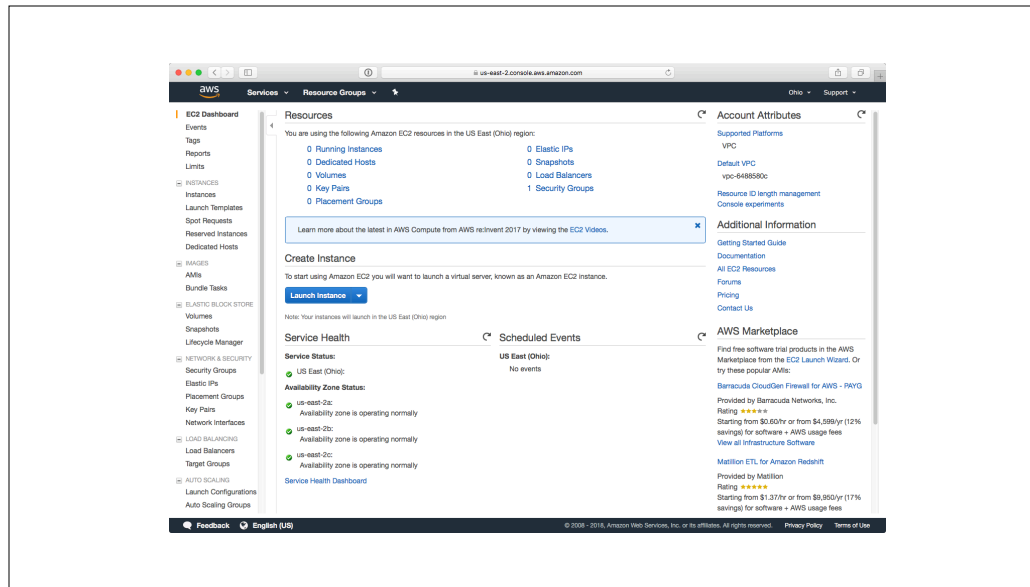 us-east-2.console.aws.amazon.com
aws Services Resource Groups Ohio Support
EC2 Dashboard
Events
Tags
Reports
Limits
INSTANCES
Instances
Launch Templates
Spot Requests
Reserved Instances
Dedicated Hosts
IMAGES
AMIs
Bundle Tasks
ELASTIC BLOCK STORE
Volumes
Snapshots
Lifecycle Manager
NETWORK & SECURITY
Security Groups
Elastic IPs
Placement Groups
Key Pairs
Network Interfaces
LOAD BALANCING
Load Balancers
Target Groups
AUTO SCALING
Launch Configurations
Auto Scaling Groups
Resources
You are using the following Amazon EC2 resources in the US East (Ohio) region:
0 Running Instances
0 Dedicated Hosts
0 Volumes
0 Key Pairs
0 Placement Groups
0 Elastic IPs
0 Snapshots
0 Load Balancers
1 Security Groups
Learn more about the latest in AWS Compute from AWS re:Invent 2017 by viewing the EC2 Videos.
Create Instance
To start using Amazon EC2 you will want to launch a virtual server, known as an Amazon EC2 instance.
Launch Instance
Note: Your instances will launch in the US East (Ohio) region
Service Health
Service Status:
US East (Ohio):
Availability Zone Status:
us-east-2a:
Availability zone is operating normally
us-east-2b:
Availability zone is operating normally
us-east-2c:
Availability zone is operating normally
Service Health Dashboard
Scheduled Events
US East (Ohio):
No events
Account Attributes
Supported Platforms
VPC
Default VPC
vpc-6488580c
Resource ID length management
Console experiments
Additional Information
Getting Started Guide
Documentation
All EC2 Resources
Forums
Pricing
Contact Us
AWS Marketplace
Find free software trial products in the AWS
Marketplace from the EC2 Launch Wizard. Or
try these popular AMIs:
Barracuda CloudGen Firewall for AWS - PAYG
Provided by Barracuda Networks, Inc.
Rating
Starting from $0.60/hr or from $4,599/yr (12%
savings) for software + AWS usage fees
View all Infrastructure Software
Matillion ETL for Amazon Redshift
Provided by Matillion
Rating
Starting from $1.37/hr or from $9,950/yr (17%
savings) for software + AWS usage fees
Feedback English (US) © 2008 - 2018, Amazon Web Services, Inc. or its affiliates. All rights reserved. Privacy Policy Terms of Use